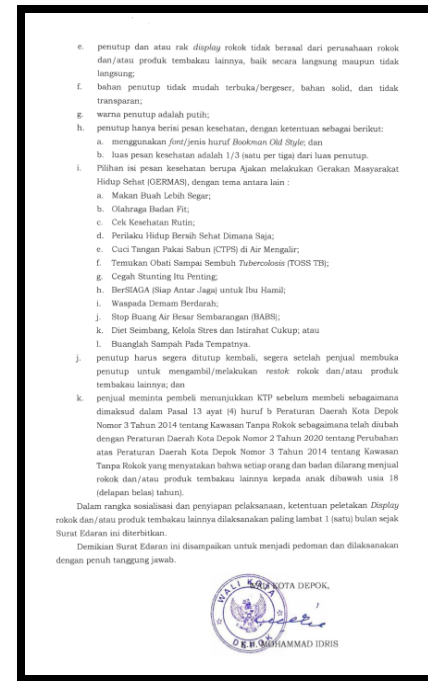 e. penutup dan atau rak display rokok tidak berasal dari perusahaan rokok
dan/atau produk tembakau lainnya, baik secara langsung maupun tidak
langsung;
f. bahan penutup tidak mudah terbuka/bergeser, bahan solid, dan tidak
transparan;
g. warna penutup adalah putih;
h. penutup hanya berisi pesan kesehatan, dengan ketentuan sebagai berikut:
a. menggunakan font/jenis huruf Bookman Old Style; dan
b. luas pesan kesehatan adalah 1/3 (satu per tiga) dari luas penutup.
i. Pilihan isi pesan kesehatan berupa Ajakan melakukan Gerakan Masyarakat
Hidup Sehat (GERMAS), dengan tema antara lain :
a. Makan Buah Lebih Segar;
b. Olahraga Badan Fit;
c. Cek Kesehatan Rutin;
d. Perilaku Hidup Bersih Sehat Dimana Saja;
e. Cuci Tangan Pakai Sabun (CTPS) di Air Mengalir;
f. Temukan Obati Sampai Sembuh Tubercolosis (TOSS TB);
g. Cegah Stunting Itu Penting;
h. BerSIAGA (Siap Antar Jaga) untuk Ibu Hamil;
i. Waspada Demam Berdarah;
j. Stop Buang Air Besar Sembarangan (BABS);
k. Diet Seimbang, Kelola Stres dan Istirahat Cukup; atau
l. Buanglah Sampah Pada Tempatnya.
j. penutup harus segera ditutup kembali, segera setelah penjual membuka
penutup untuk mengambil/melakukan restok rokok dan/atau produk
tembakau lainnya; dan
k. penjual meminta pembeli menunjukkan KTP sebelum membeli sebagaimana
dimaksud dalam Pasal 13 ayat (4) huruf b Peraturan Daerah Kota Depok
Nomor 3 Tahun 2014 tentang Kawasan Tanpa Rokok sebagaimana telah diubah
dengan Peraturan Daerah Kota Depok Nomor 2 Tahun 2020 tentang Perubahan
atas Peraturan Daerah Kota Depok Nomor 3 Tahun 2014 tentang Kawasan
Tanpa Rokok yang menyatakan bahwa setiap orang dan badan dilarang menjual
rokok dan/atau produk tembakau lainnya kepada anak dibawah usia 18
(delapan belas) tahun).
Dalam rangka sosialisasi dan penyiapan pelaksanaan, ketentuan peletakan Display
rokok dan/atau produk tembakau lainnya dilaksanakan paling lambat 1 (satu) bulan sejak
Surat Edaran ini diterbitkan.
Demikian Surat Edaran ini disampaikan untuk menjadi pedoman dan dilaksanakan
dengan penuh tanggung jawab.
KOTA DEPOK,
WALI KOTA
DEPOK
MOHAMMAD IDRIS